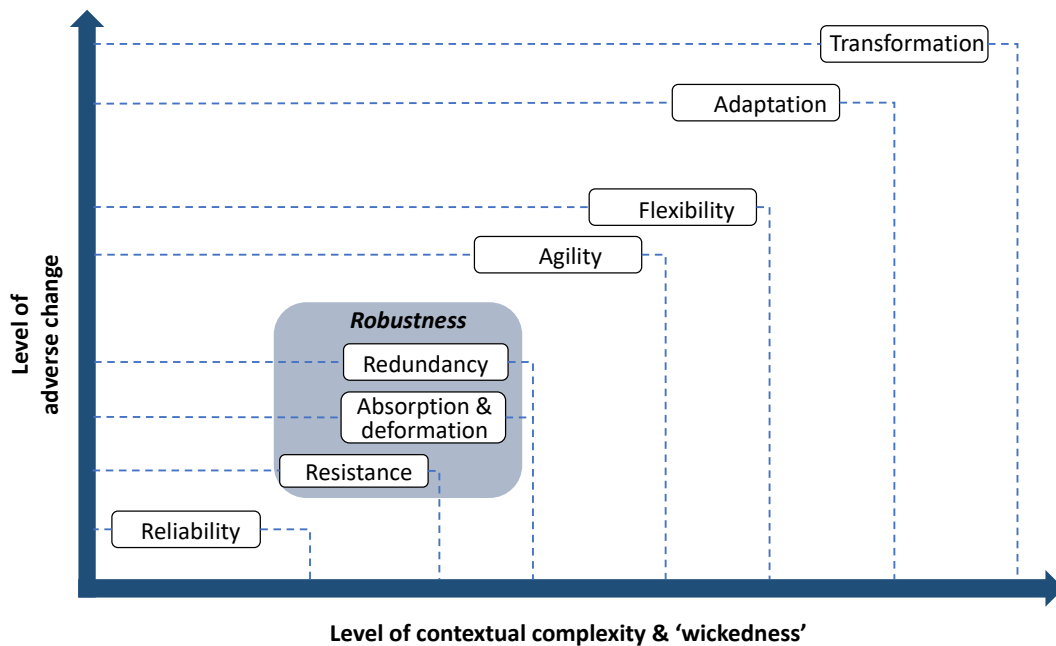 Transformation
Adaptation
Flexibility
Agility
Robustness
Redundancy
Absorption &
deformation
Resistance
Reliability
Level of
adverse change
Level of contextual complexity & ‘wickedness’